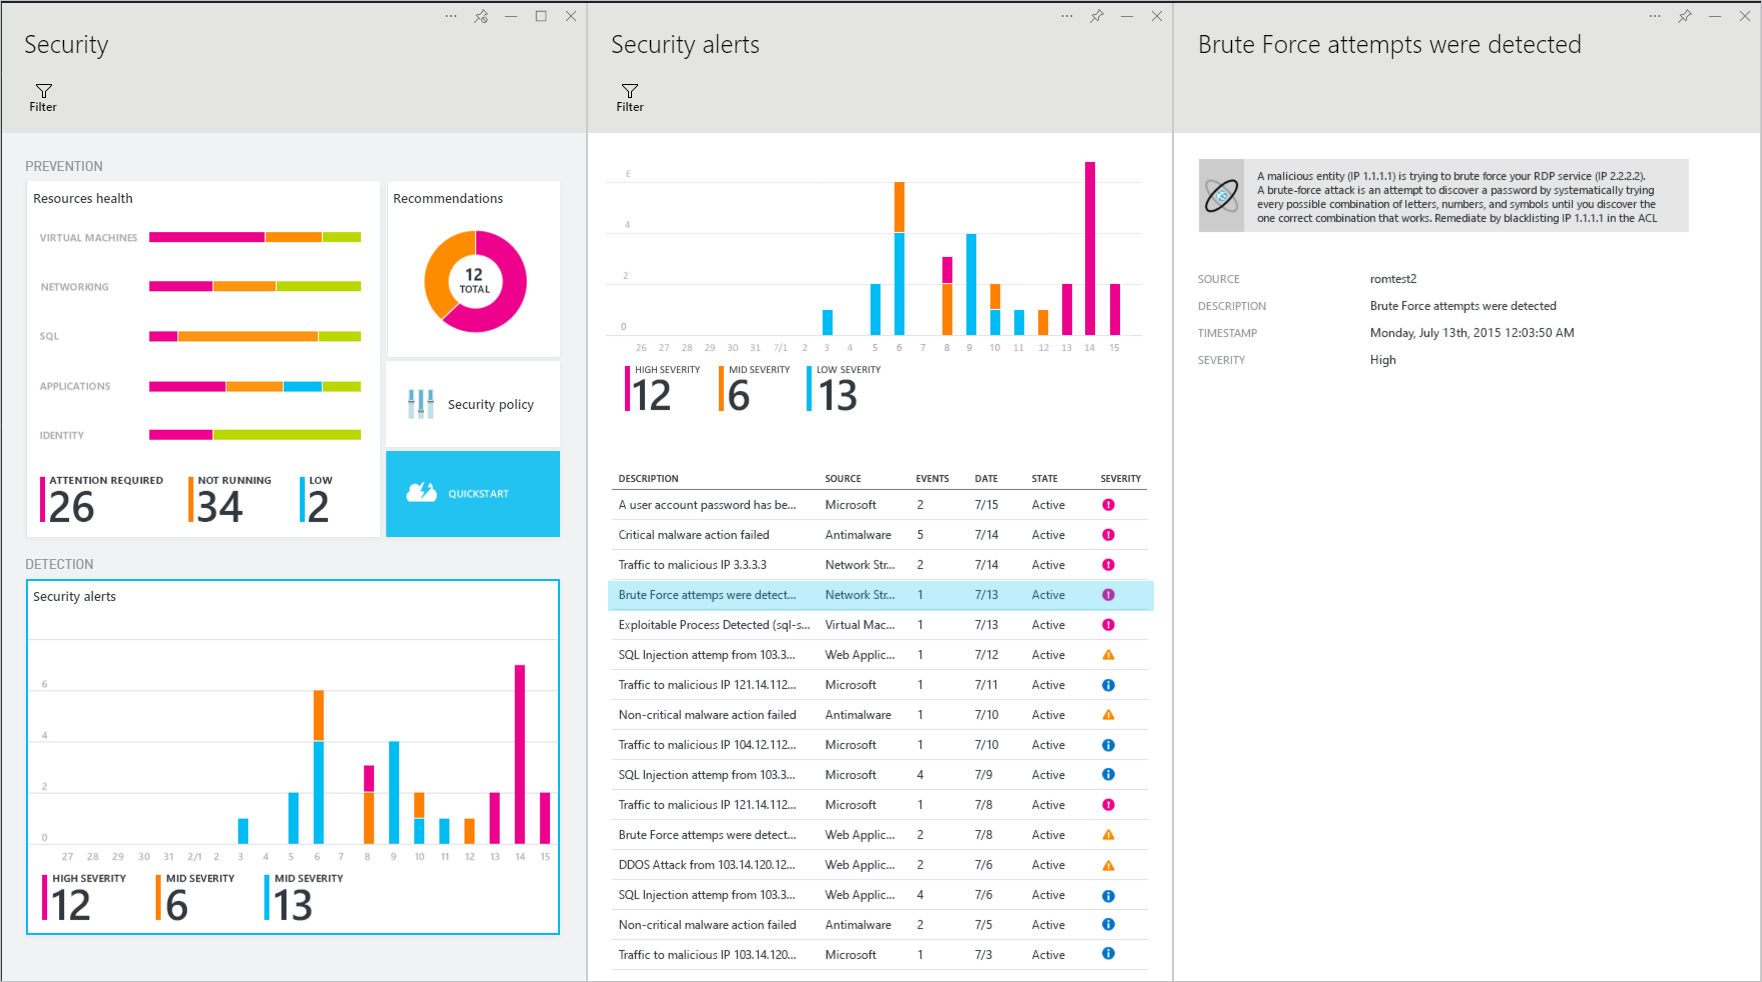 Security
Filter
PREVENTION
Resources health
VIRTUAL MACHINES
NETWORKING
SQL
APPLICATIONS
IDENTITY
ATTENTION REQUIRED
26
NOT RUNNING
34
LOW
2
Recommendations
12
TOTAL
Security policy
QUICKSTART
DETECTION
Security alerts
6
4
2
0
27 28 29 30 31 2/1 2 3 4 5 6 7 8 9 10 11 12 13 14 15
HIGH SEVERITY
12
MID SEVERITY
6
MID SEVERITY
13
Security alerts
Filter
6
4
2
0
26 27 28 29 30 31 7/1 2 3 4 5 6 7 8 9 10 11 12 13 14 15
HIGH SEVERITY
12
MID SEVERITY
6
LOW SEVERITY
13
DESCRIPTION SOURCE EVENTS DATE STATE SEVERITY
A user account password has be... Microsoft 2 7/15 Active
Critical malware action failed Antimalware 5 7/14 Active
Traffic to malicious IP 3.3.3.3 Network Str... 2 7/14 Active
Brute Force attemps were detect... Network Str... 1 7/13 Active
Exploitable Process Detected (sql-s... Virtual Mac... 1 7/13 Active
SQL Injection attemp from 103.3... Web Applic... 1 7/12 Active
Traffic to malicious IP 121.14.112... Microsoft 1 7/11 Active
Non-critical malware action failed Antimalware 1 7/10 Active
Traffic to malicious IP 104.12.112... Microsoft 1 7/10 Active
SQL Injection attemp from 103.3... Microsoft 4 7/9 Active
Traffic to malicious IP 121.14.112... Microsoft 1 7/8 Active
Brute Force attemps were detect... Web Applic... 2 7/8 Active
DDOS Attack from 103.14.120.12... Web Applic... 2 7/6 Active
SQL Injection attemp from 103.3... Web Applic... 4 7/6 Active
Non-critical malware action failed Antimalware 2 7/5 Active
Traffic to malicious IP 103.14.120... Microsoft 1 7/3 Active
Brute Force attempts were detected
A malicious entity (IP 1.1.1.1) is trying to brute force your RDP service (IP 2.2.2.2).
A brute-force attack is an attempt to discover a password by systematically trying
every possible combination of letters, numbers, and symbols until you discover the
one correct combination that works. Remediate by blacklisting IP 1.1.1.1 in the ACL
SOURCE romtest2
DESCRIPTION Brute Force attempts were detected
TIMESTAMP Monday, July 13th, 2015 12:03:50 AM
SEVERITY High